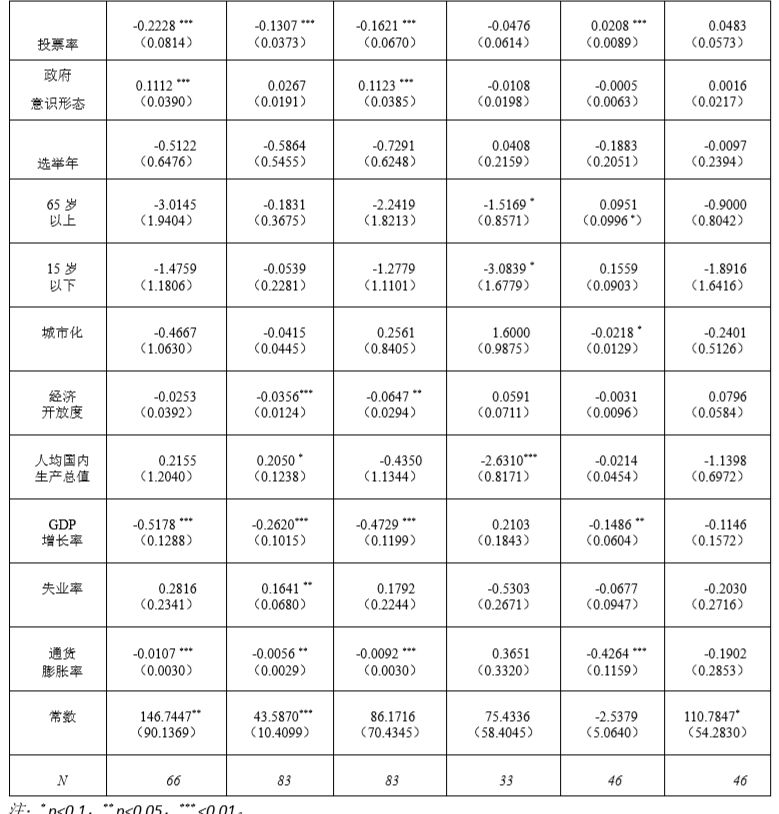 -0.2228 *** -0.1307 *** -0.1621 *** -0.0476 0.0208 *** 0.0483
投票率 (0.0814) (0.0373) (0.0670) (0.0614) (0.0089) (0.0573)
政府 0.1112 *** 0.0267 0.1123 *** -0.0108 -0.0005 0.0016
意识形态 (0.0390) (0.0191) (0.0385) (0.0198) (0.0063) (0.0217)
-0.5122 -0.5864 -0.7291 0.0408 -0.1883 -0.0097
选举年 (0.6476) (0.5455) (0.6248) (0.2159) (0.2051) (0.2394)
65 岁 -3.0145 -0.1831 -2.2419 -1.5169 * 0.0951 -0.9000
以上 (1.9404) (0.3675) (1.8213) (0.8571) (0.0996 *) (0.8042)
15 岁 -1.4759 -0.0539 -1.2779 -3.0839 * 0.1559 -1.8916
以下 (1.1806) (0.2281) (1.1101) (1.6779) (0.0903) (1.6416)
城市化 -0.4667 -0.0415 0.2561 1.6000 -0.0218 * -0.2401
(1.0630) (0.0445) (0.8405) (0.9875) (0.0129) (0.5126)
经济 -0.0253 -0.0356*** -0.0647 ** 0.0591 -0.0031 0.0796
开放度 (0.0392) (0.0124) (0.0294) (0.0711) (0.0096) (0.0584)
人均国内 0.2155 0.2050 * -0.4350 -2.6310*** -0.0214 -1.1398
生产总值 (1.2040) (0.1238) (1.1344) (0.8171) (0.0454) (0.6972)
GDP -0.5178 *** -0.2620*** -0.4729 *** 0.2103 -0.1486 ** -0.1146
增长率 (0.1288) (0.1015) (0.1199) (0.1843) (0.0604) (0.1572)
失业率 0.2816 0.1641 ** 0.1792 -0.5303 -0.0677 -0.2030
(0.2341) (0.0680) (0.2244) (0.2671) (0.0947) (0.2716)
通货 -0.0107 *** -0.0056 ** -0.0092 *** 0.3651 -0.4264 *** -0.1902
膨胀率 (0.0030) (0.0029) (0.0030) (0.3320) (0.1159) (0.2853)
常数 146.7447** 43.5870*** 86.1716 75.4336 -2.5379 110.7847*
(90.1369) (10.4099) (70.4345) (58.4045) (5.0640) (54.2830)
N 66 83 83 33 46 46
注：* p<0.1，** p<0.05，*** <0.01。